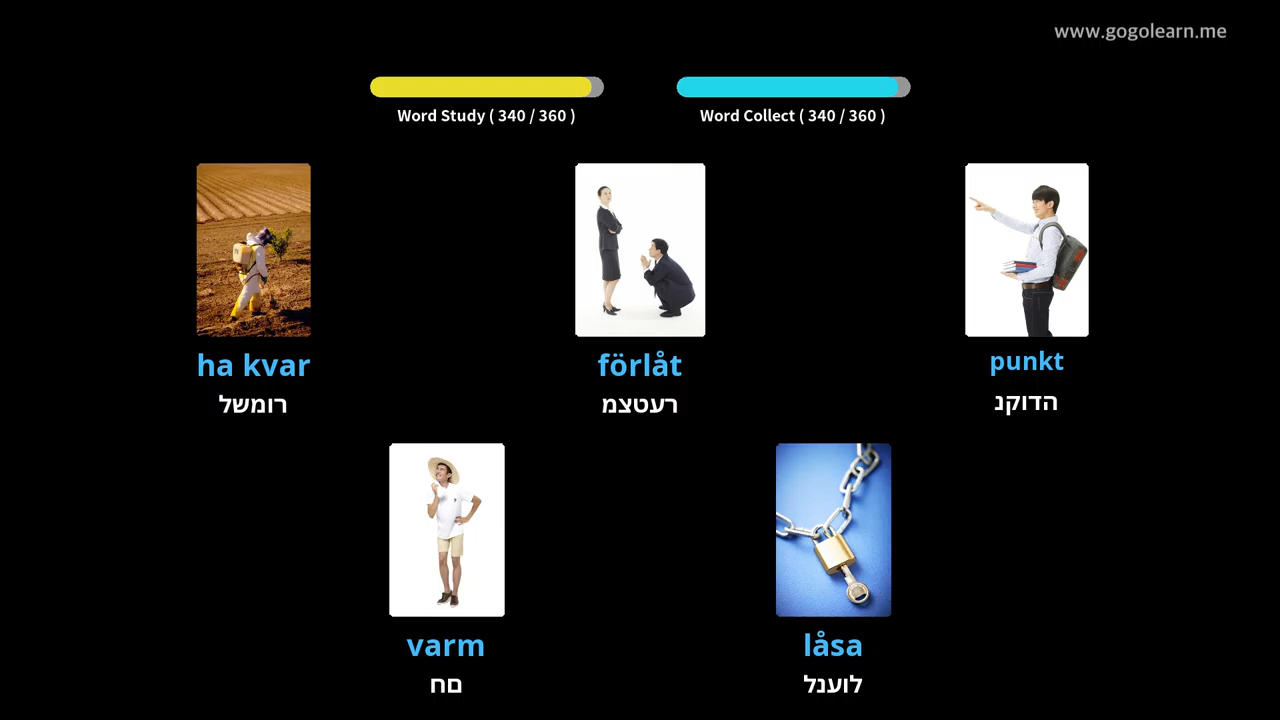 www.gogolearn.me
Word Study ( 340 / 360 )
Word Collect ( 340 / 360 )
ha kvar
רומשל
förlåt
רעטצמ
punkt
הדוקנ
varm
םח
låsa
לוענל